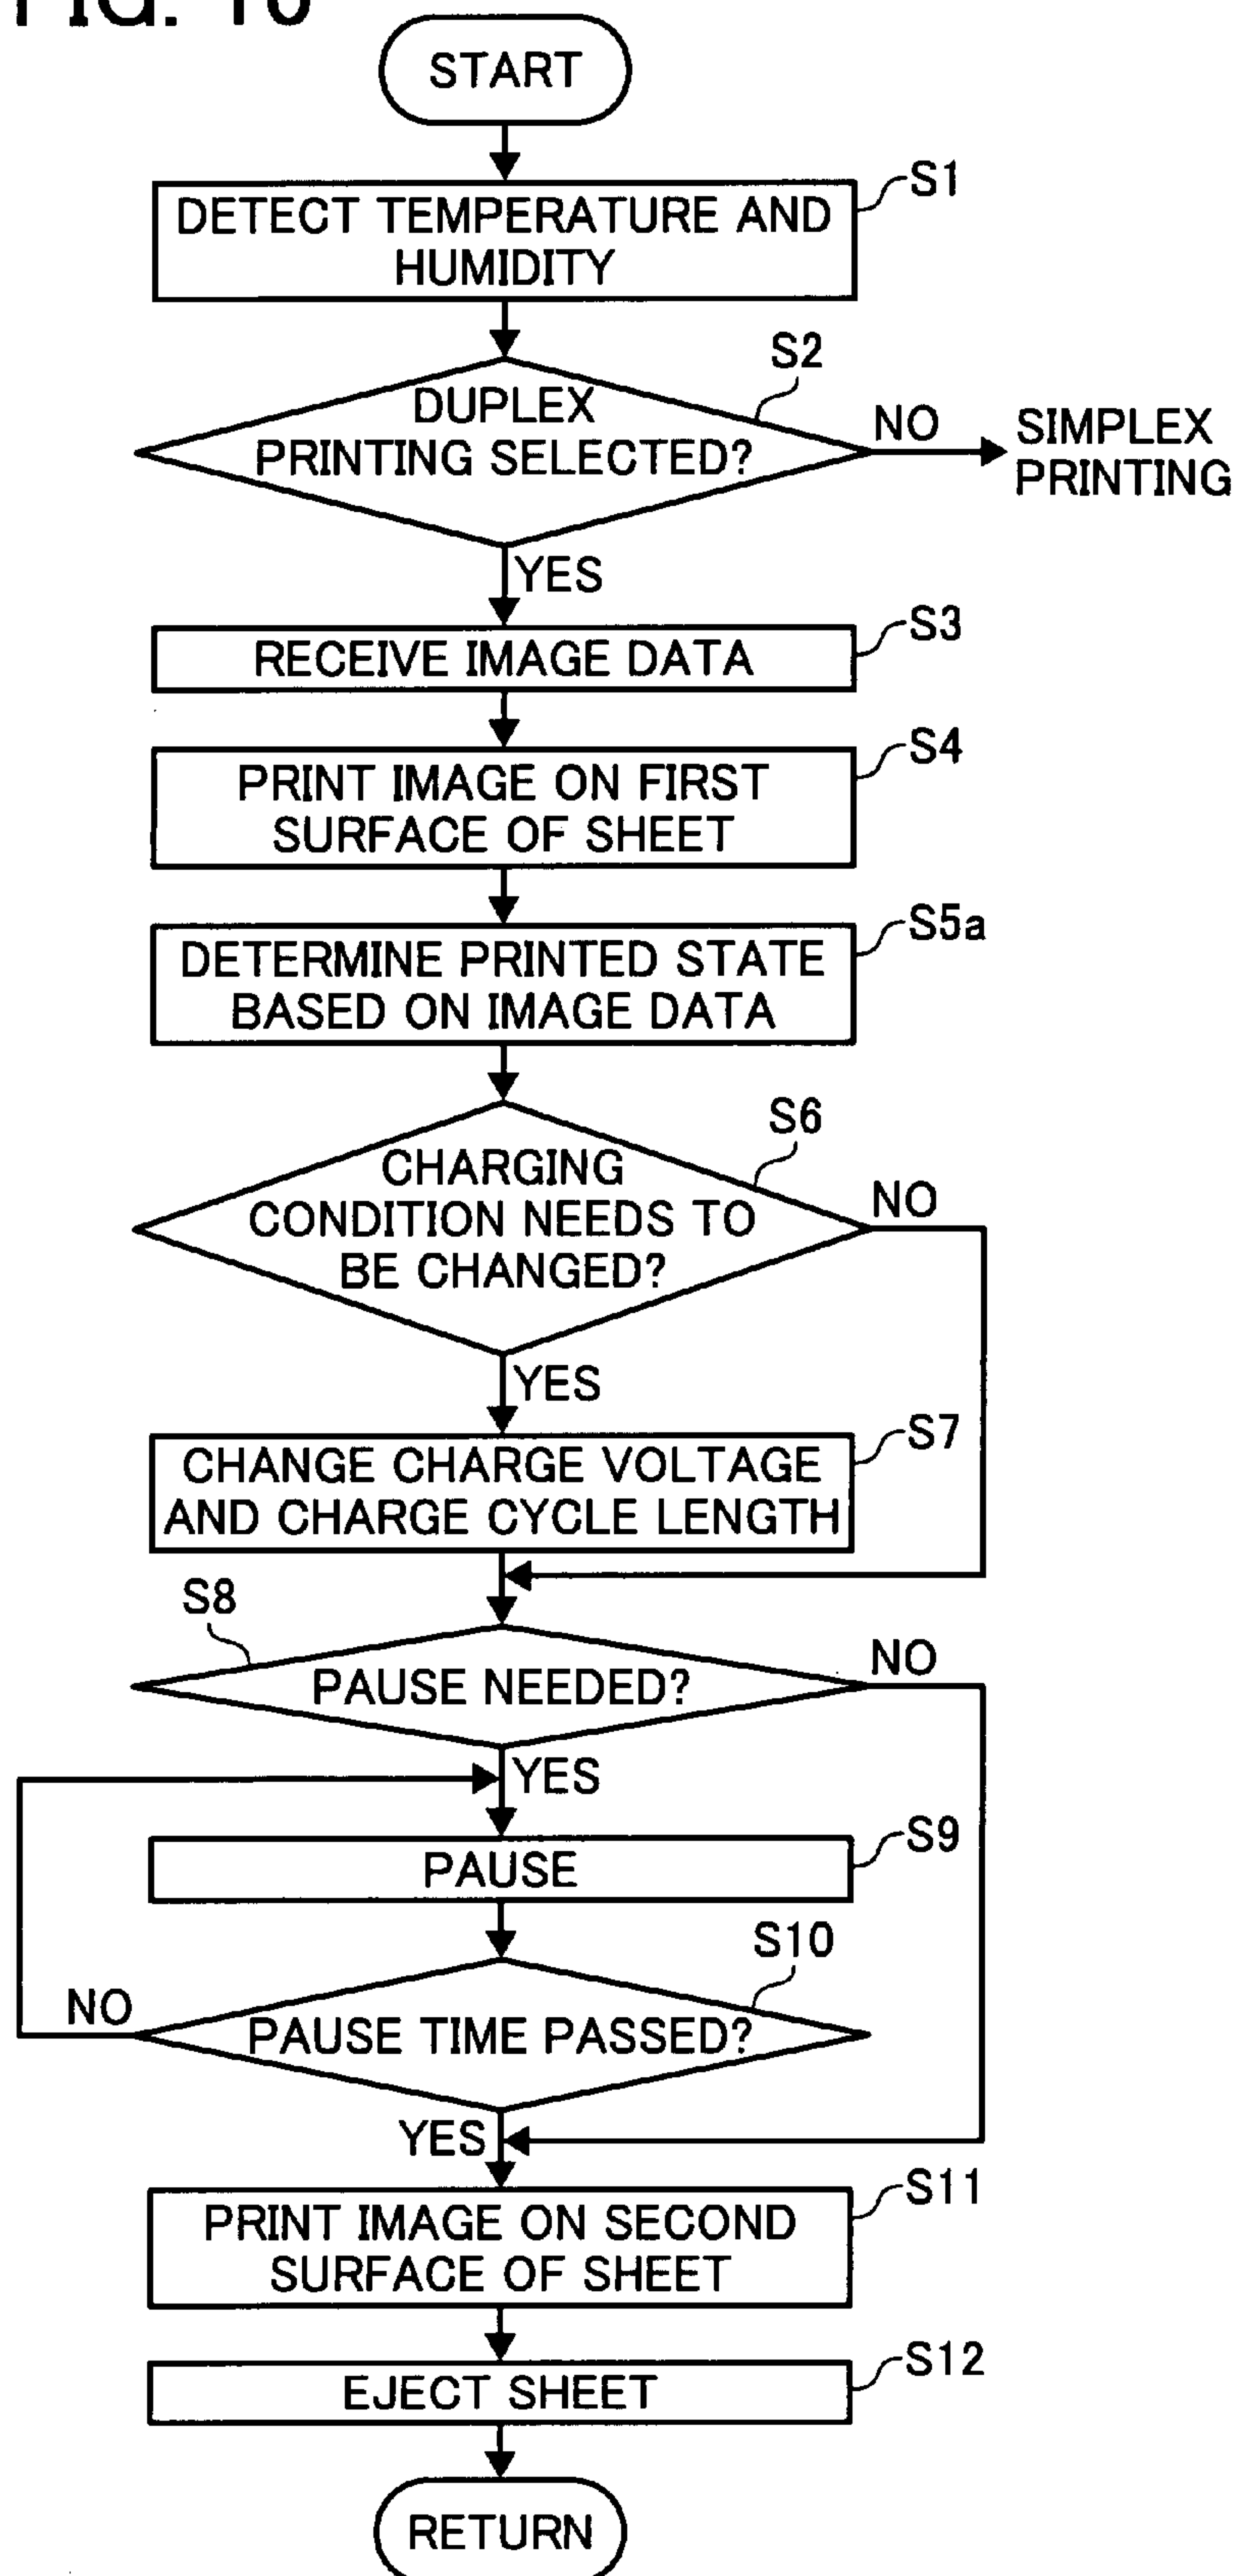 FIG.
START
S1
DETECT TEMPERATURE AND
HUMIDITY
S2
DUPLEX
PRINTING SELECTED?
NO
SIMPLEX
PRINTING
YES
S3
RECEIVE IMAGE DATA
S4
PRINT IMAGE ON FIRST
SURFACE OF SHEET
S5a
DETERMINE PRINTED STATE
BASED ON IMAGE DATA
S6
CHARGING
CONDITION NEEDS TO
BE CHANGED?
NO
YES
S7
CHANGE CHARGE VOLTAGE
AND CHARGE CYCLE LENGTH
S8
PAUSE NEEDED?
NO
YES
S9
PAUSE
S10
PAUSE TIME PASSED?
NO
YES
S11
PRINT IMAGE ON SECOND
SURFACE OF SHEET
S12
EJECT SHEET
RETURN